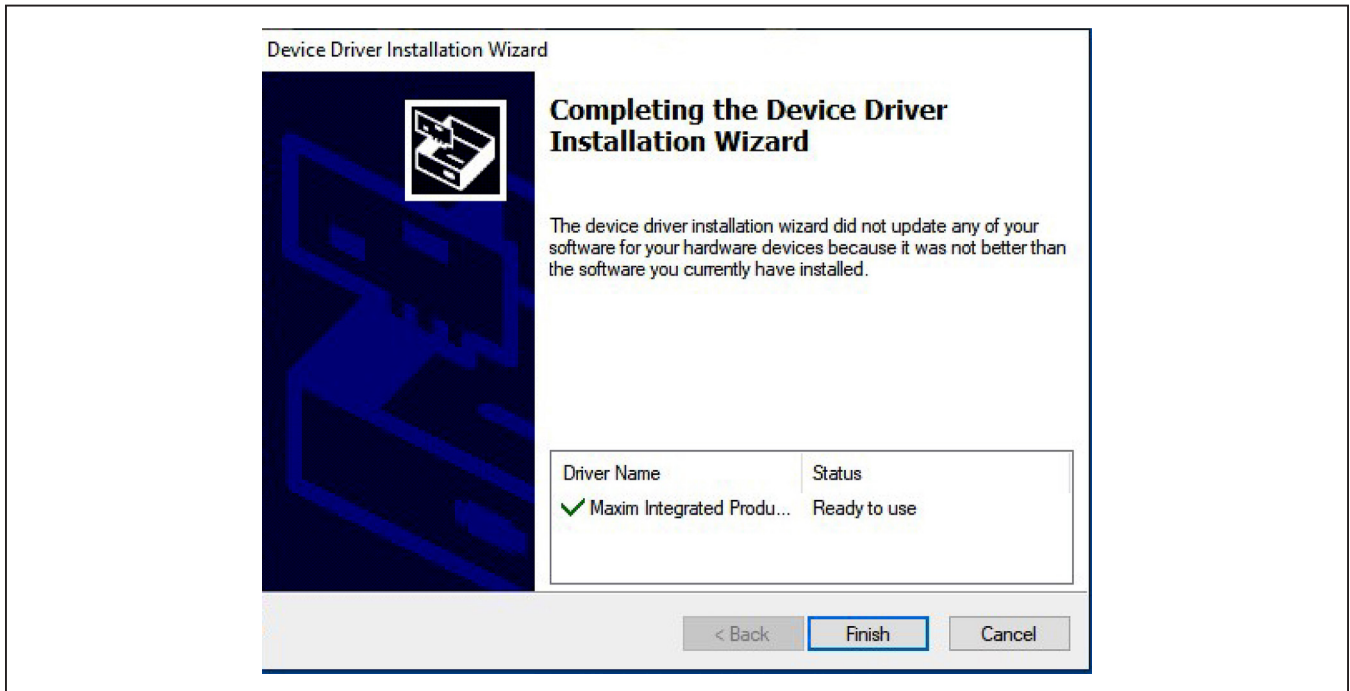 Device Driver Installation Wizard
Completing the Device Driver
Installation Wizard
The device driver installation wizard did not update any of your
software for your hardware devices because it was not better than
the software you currently have installed.
Driver Name Status
Maxim Integrated Produ... Ready to use
< Back Finish Cancel